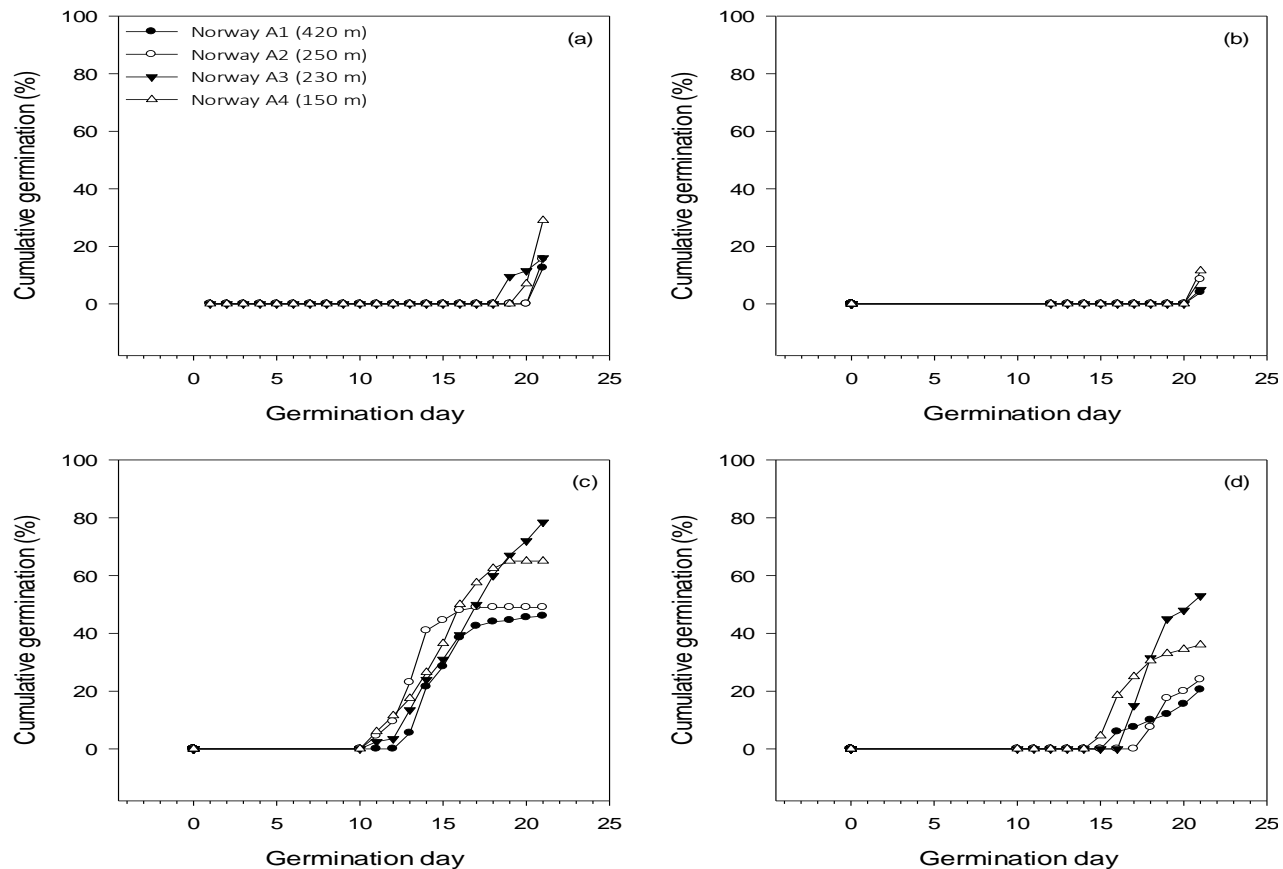 100
80
60
40
20
0
Cumulative germination (%)
Norway A1 (420 m)
Norway A2 (250 m)
Norway A3 (230 m)
Norway A4 (150 m)
(a)
0 5 10 15 20 25
Germination day
100
80
60
40
20
0
Cumulative germination (%)
(b)
0 5 10 15 20 25
Germination day
100
80
60
40
20
0
Cumulative germination (%)
(c)
0 5 10 15 20 25
Germination day
100
80
60
40
20
0
Cumulative germination (%)
(d)
0 5 10 15 20 25
Germination day